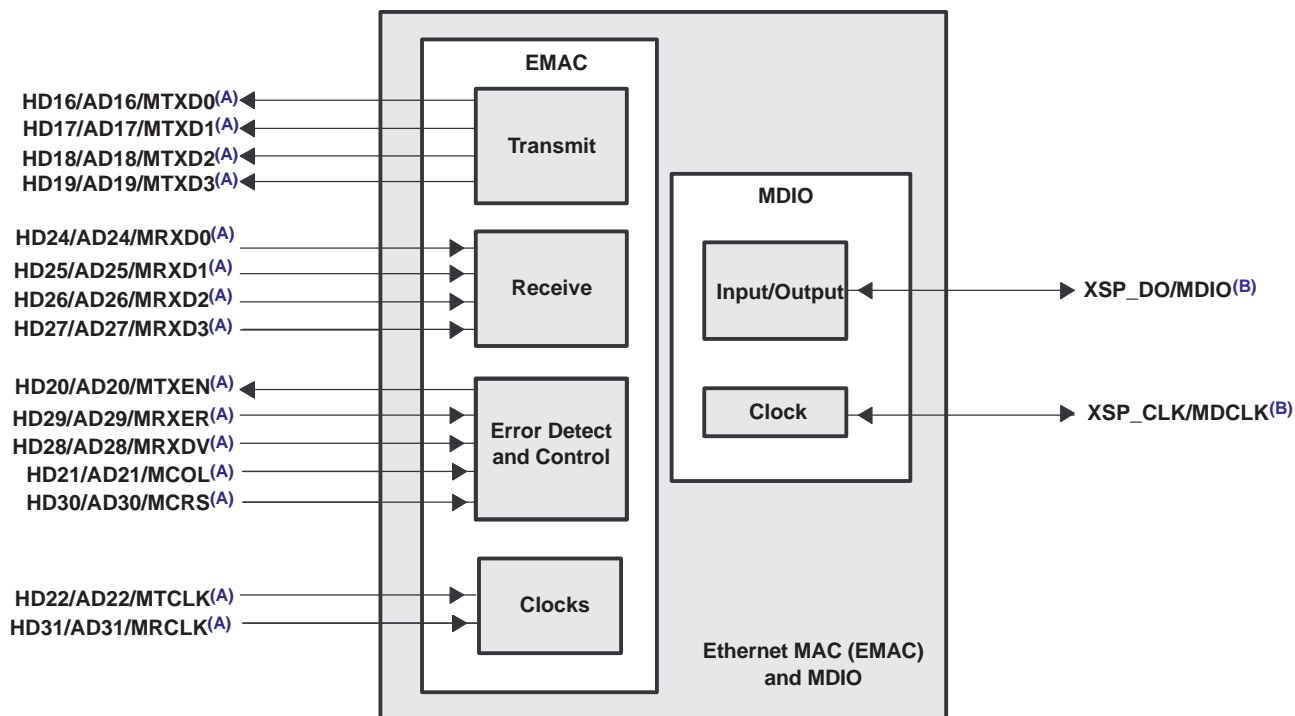 EMAC
HD16/AD16/MTXD0(A)
HD17/AD17/MTXD1(A)
HD18/AD18/MTXD2(A)
HD19/AD19/MTXD3(A)
Transmit
HD24/AD24/MRXD0(A)
HD25/AD25/MRXD1(A)
HD26/AD26/MRXD2(A)
HD27/AD27/MRXD3(A)
Receive
HD20/AD20/MTXEN(A)
HD29/AD29/MRXER(A)
HD28/AD28/MRXDV(A)
HD21/AD21/MCOL(A)
HD30/AD30/MCRS(A)
Error Detect
and Control
HD22/AD22/MTCLK(A)
HD31/AD31/MRCLK(A)
Clocks
MDIO
Input/Output
XSP_DO/MDIO(B)
Clock
XSP_CLK/MDCLK(B)
Ethernet MAC (EMAC)
and MDIO